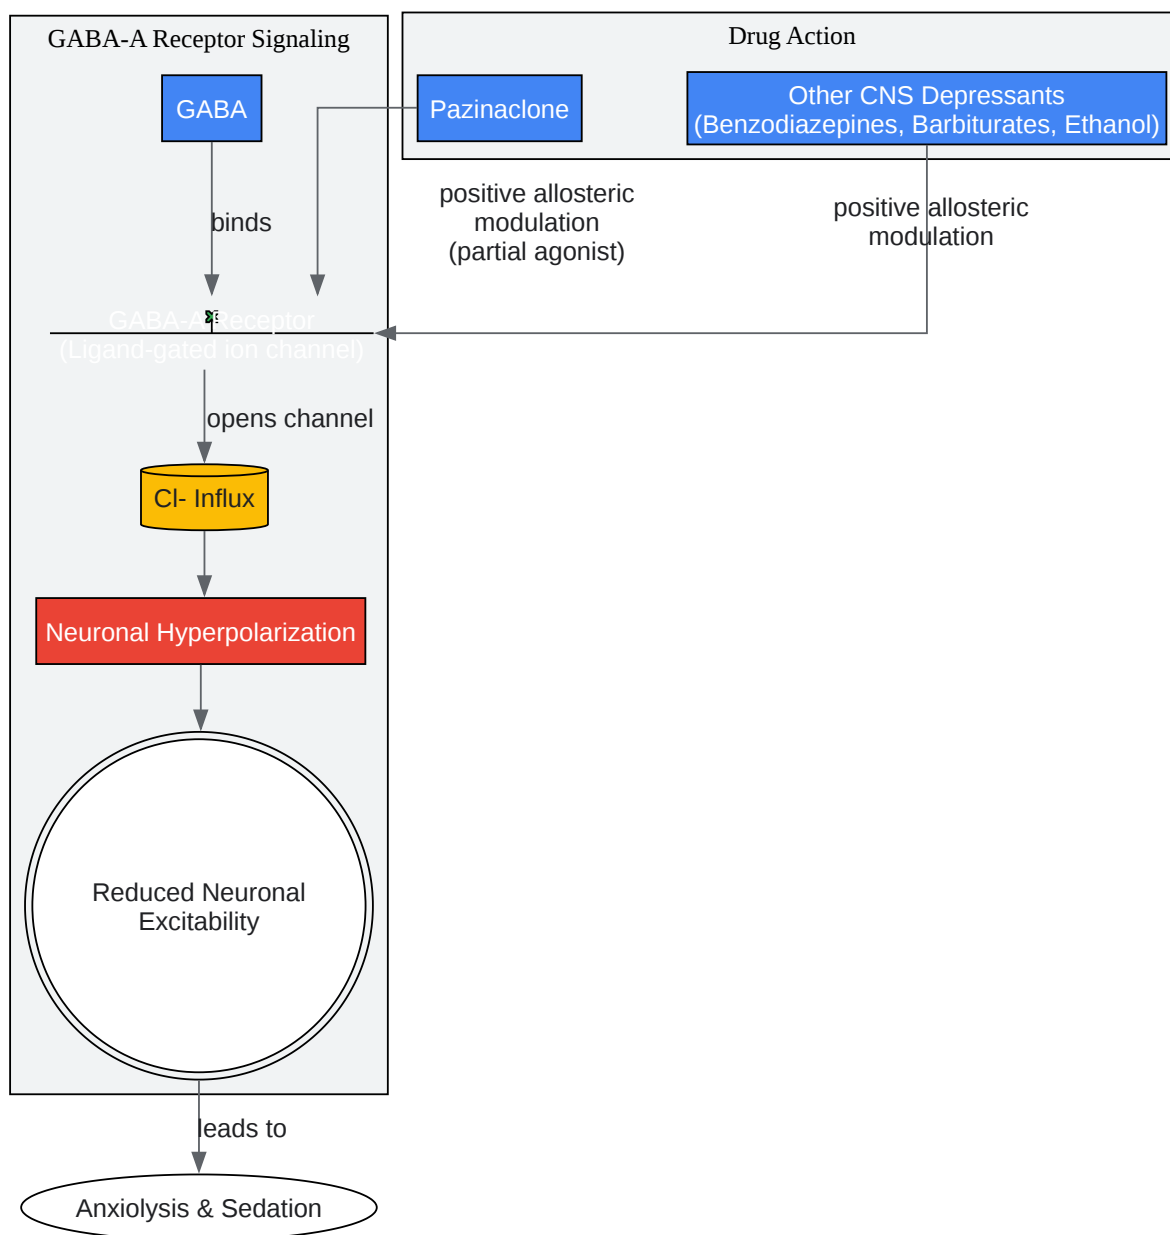 GABA-A Receptor Signaling
Drug Action
GABA
Pazinaclone
Other CNS Depressants
(Benzodiazepines, Barbiturates, Ethanol)
binds
positive allosteric
modulation
(partial agonist)
positive allosteric
modulation
GABA-A Receptor
(Ligand-gated ion channel)
opens channel
Cl- Influx
Neuronal Hyperpolarization
Reduced Neuronal
Excitability
leads to
Anxiolysis & Sedation